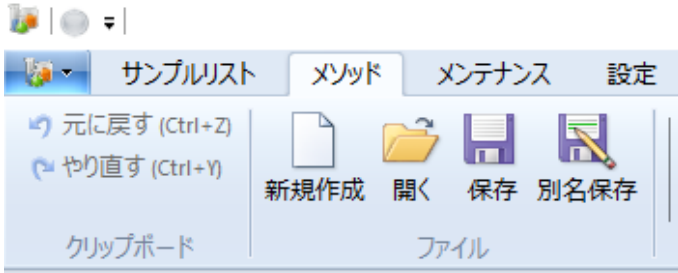 サンプルリスト メソッド メンテナンス 設定
元に戻す (Ctrl+Z)
やり直す (Ctrl+Y)
クリップボード
新規作成 開く 保存 別名保存
ファイル